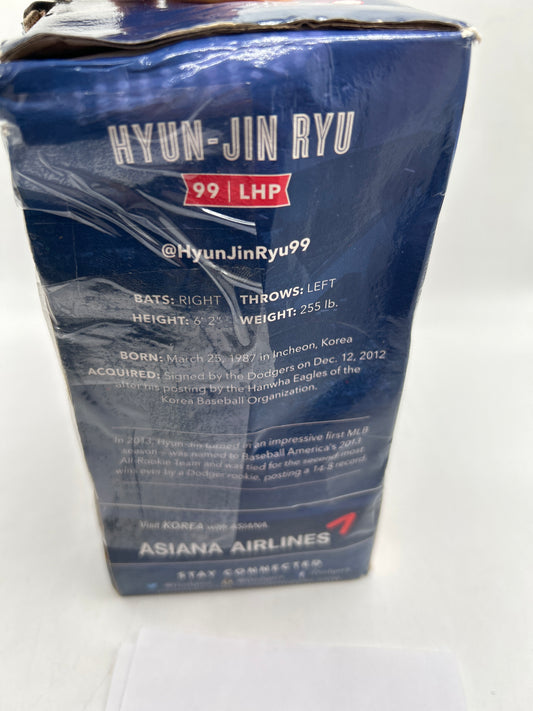 HYUN-JIN RYU
99 | LHP
@HyunJinRyu99
BATS: RIGHT THROWS: LEFT
HEIGHT: 6' 2" WEIGHT: 255 lb.
BORN: March 25, 1987 in Incheon, Korea
ACQUIRED: Signed by the Dodgers on Dec. 12, 2012
after his posting by the Hanwha Eagles of the
Korea Baseball Organization.
In 2013, Hyun-Jin turned in an impressive first MLB
season – was named to Baseball America's 2013
All-Rookie Team and was tied for the second-most
wins ever by a Dodger rookie, posting a 14-8 record.
Visit KOREA with ASIANA
ASIANA AIRLINES
STAY CONNECTED